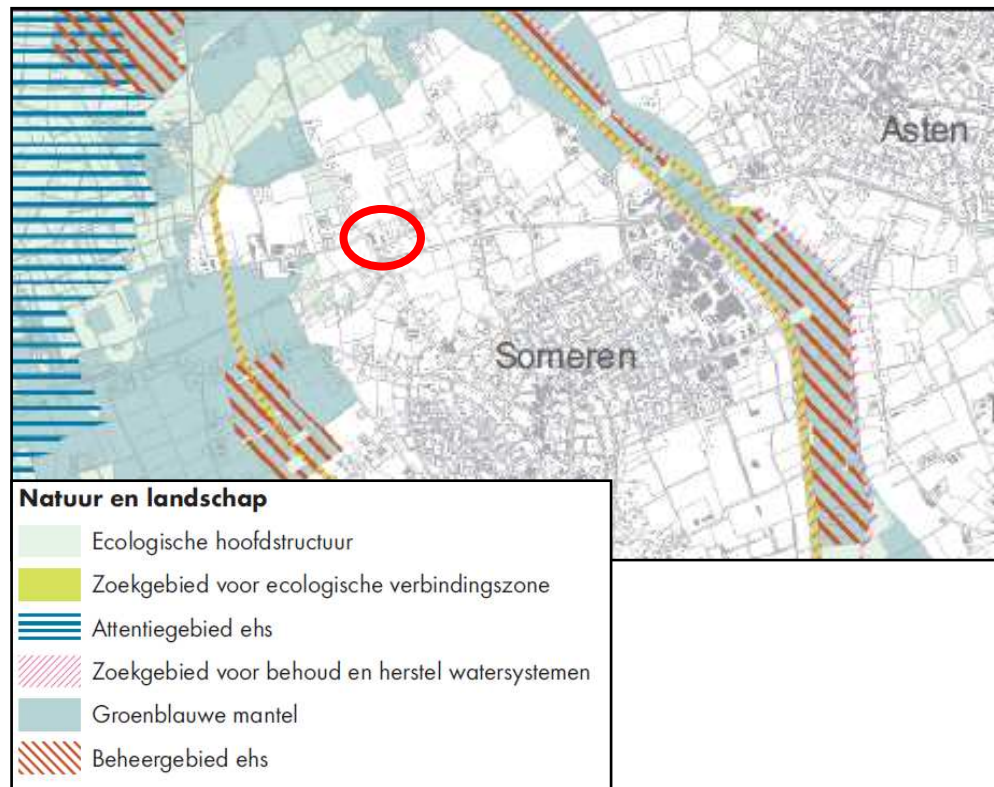 Asten
Someren
Natuur en landschap
Ecologische hoofdstructuur
Zoekgebied voor ecologische verbindingszone
Attentiegebied ehs
Zoekgebied voor behoud en herstel watersystemen
Groenblauwe mantel
Beheergebied ehs